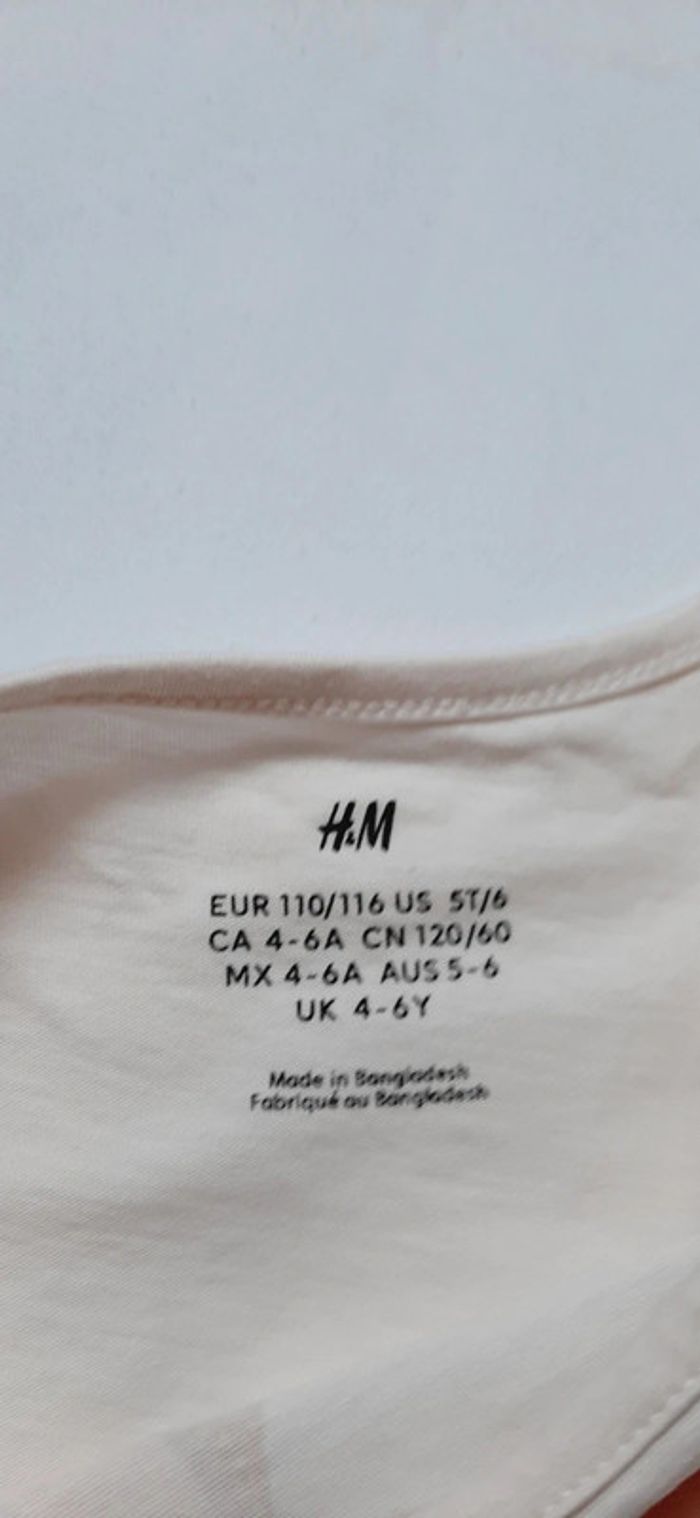 H&M
EUR 110/116 US 5T/6
CA 4-6A CN 120/60
MX 4-6A AUS 5-6
UK 4-6Y
Made in Bangladesh
Fabriqué au Bangladesh